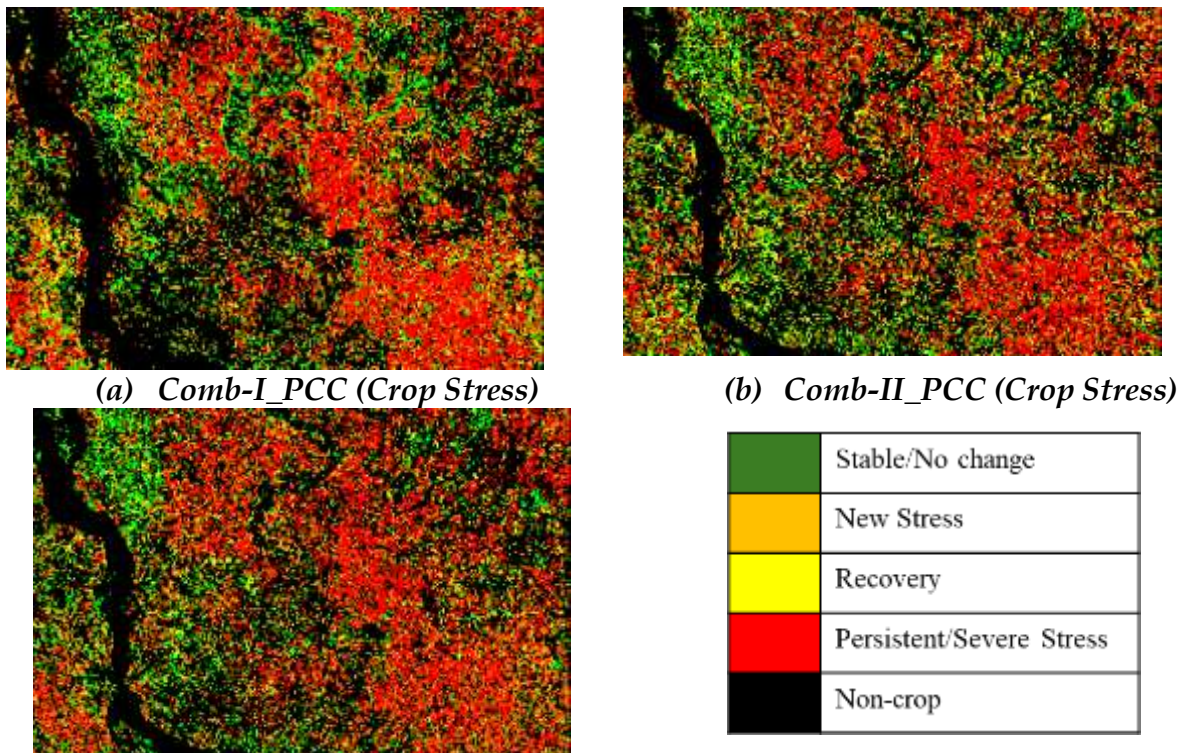 (a) Comb-I_PCC (Crop Stress)
(b) Comb-II_PCC (Crop Stress)
Stable/No change
New Stress
Recovery
Persistent/Severe Stress
Non-crop